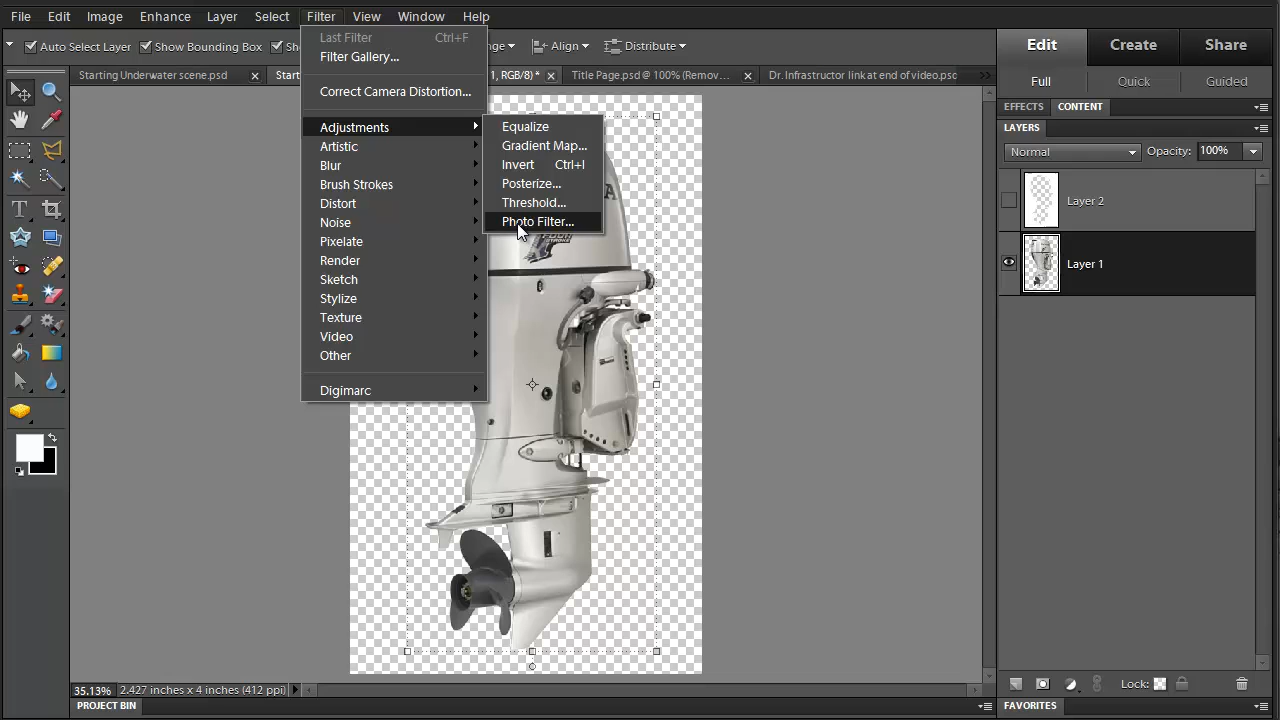 File Edit Image Enhance Layer Select Filter View Window Help
Auto Select Layer Show Bounding Box Sho nge Align Distribute
Edit Create Share
Starting Underwater scene.psd Start 1, RGB/8) * Title Page.psd @ 100% (Remov... Dr. Infrastructor link at end of video.psd
Full Quick Guided
EFFECTS CONTENT
LAYERS
Normal Opacity: 100%
Layer 2
Layer 1
Last Filter Ctrl+F
Filter Gallery...
Correct Camera Distortion...
Adjustments
Artistic
Blur
Brush Strokes
Distort
Noise
Pixelate
Render
Sketch
Stylize
Texture
Video
Other
Digimarc
Equalize
Gradient Map...
Invert Ctrl+I
Posterize...
Threshold...
Photo Filter...
A
FOUR
STROKE
35.13% 2.427 inches x 4 inches (412 ppi)
Lock:
PROJECT BIN
FAVORITES